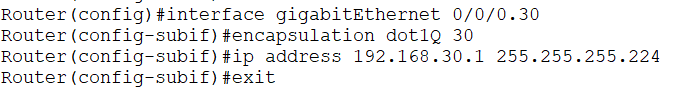 Router(config)#interface gigabitEthernet 0/0/0.30
Router(config-subif)#encapsulation dot1Q 30
Router(config-subif)#ip address 192.168.30.1 255.255.255.224
Router(config-subif)#exit